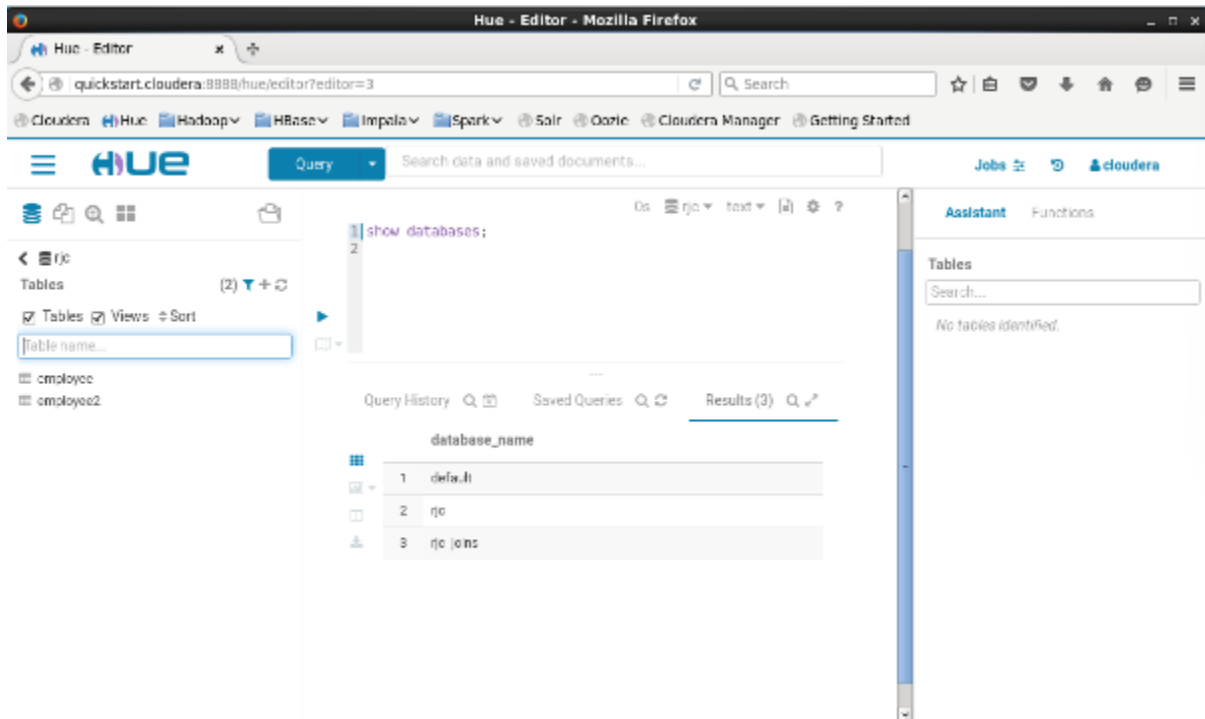 Hue - Editor - Mozilla Firefox
Hue - Editor
quickstart.cloudera:8888/hue/editor?editor=3
Search
Cloudera Hue Hadoop HBase Impala Spark Solr Oozie Cloudera Manager Getting Started
HUE
Query
Search data and saved documents...
Jobs
cloudera
rjc
Tables
(2)
Tables Views Sort
Table name...
employee
employee2
0s rjc text ?
1 show databases;
2
Query History
Saved Queries
Results (3)
database_name
1 default
2 rjc
3 rjc_joins
Assistant Functions
Tables
Search...
No tables identified.